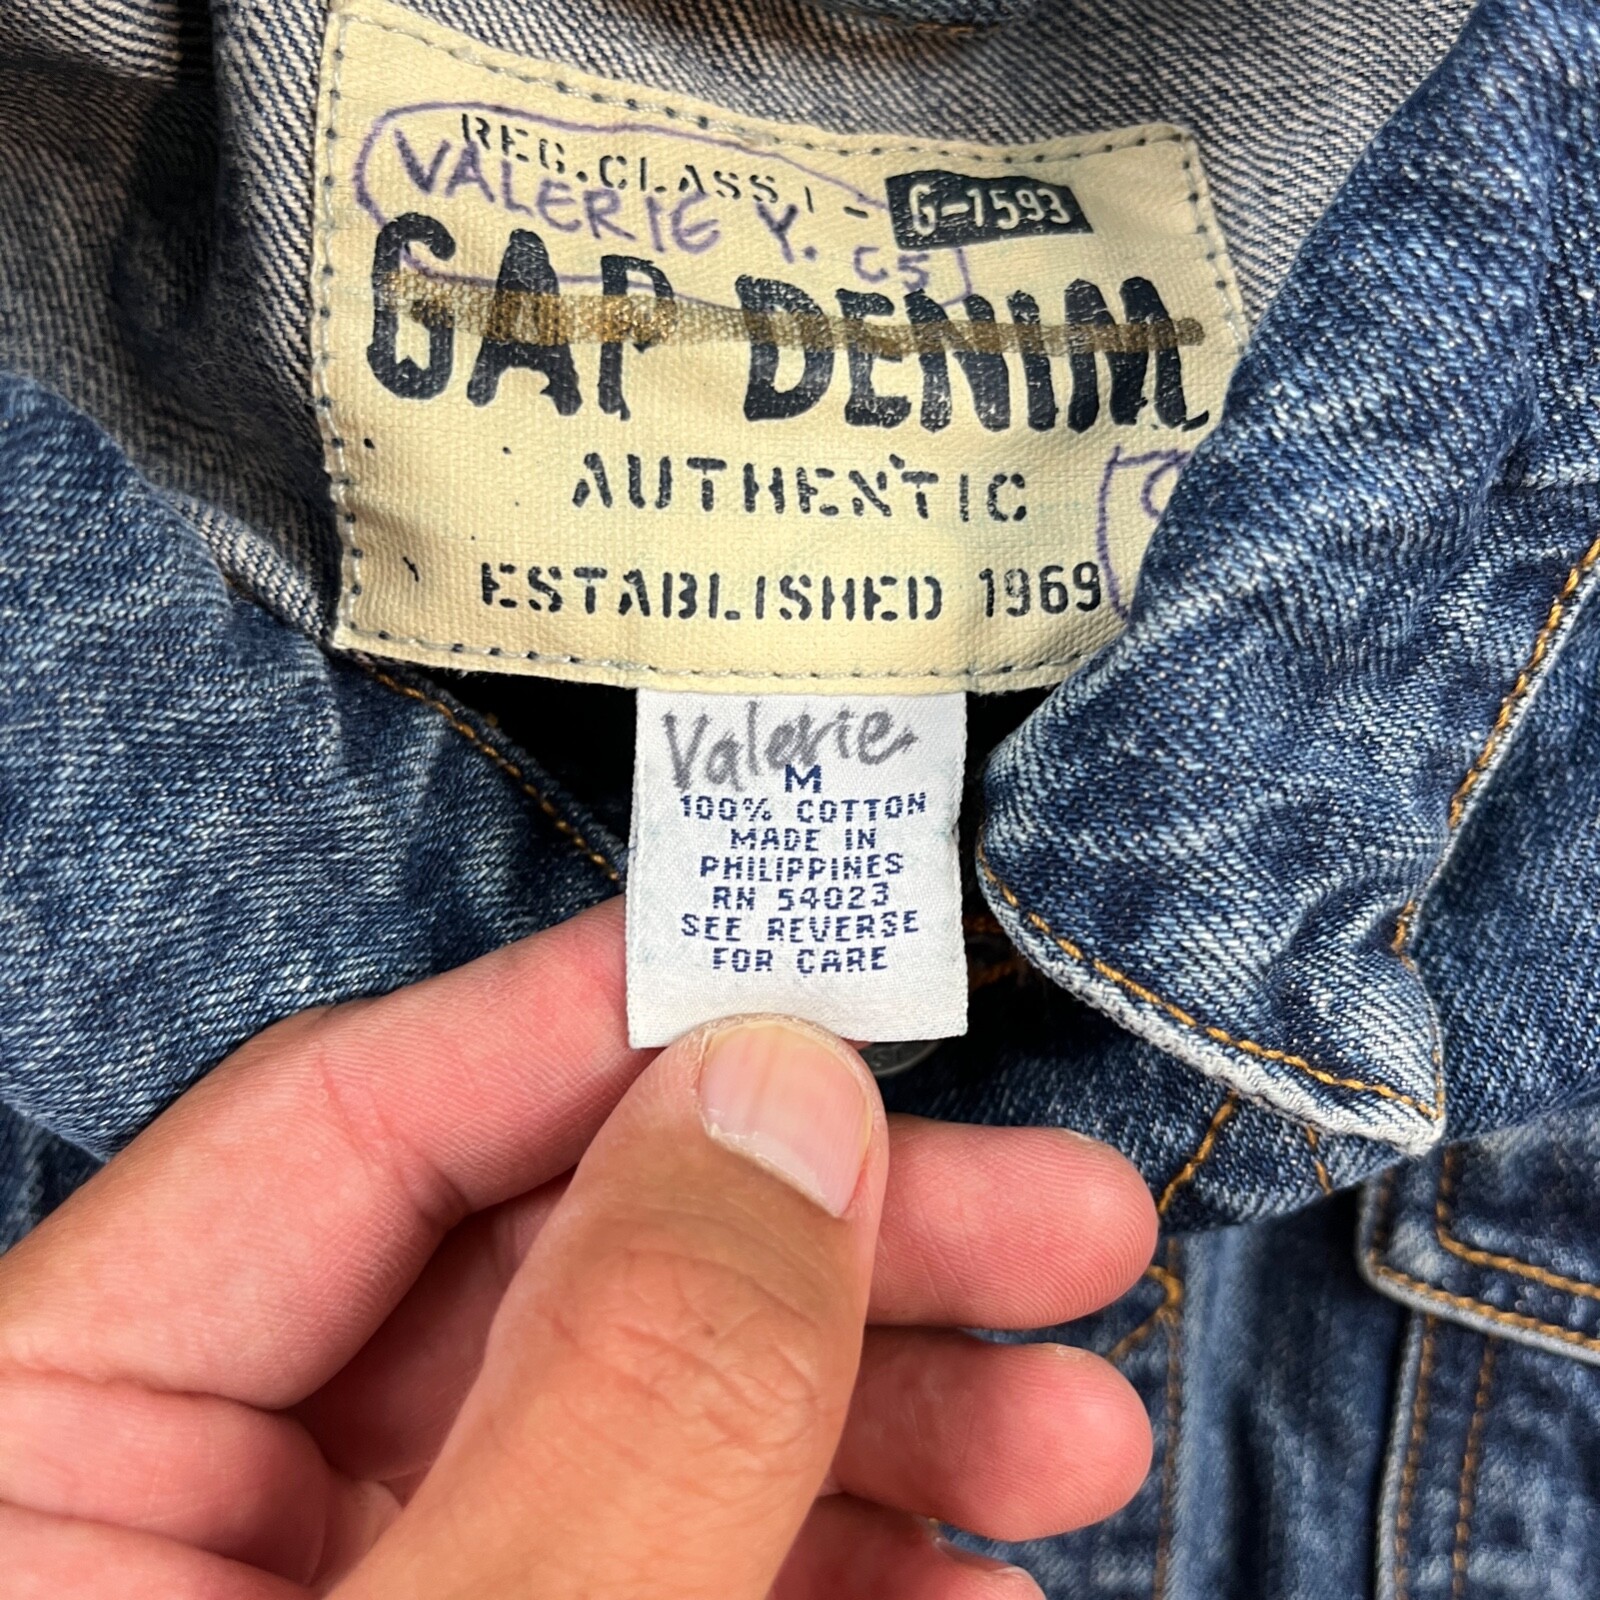 REG. CLASS 1 - G-1593
VALERIE Y. C5
GAP DENIM
AUTHENTIC
ESTABLISHED 1969
Valerie
M
100% COTTON
MADE IN
PHILIPPINES
RN 54023
SEE REVERSE
FOR CARE